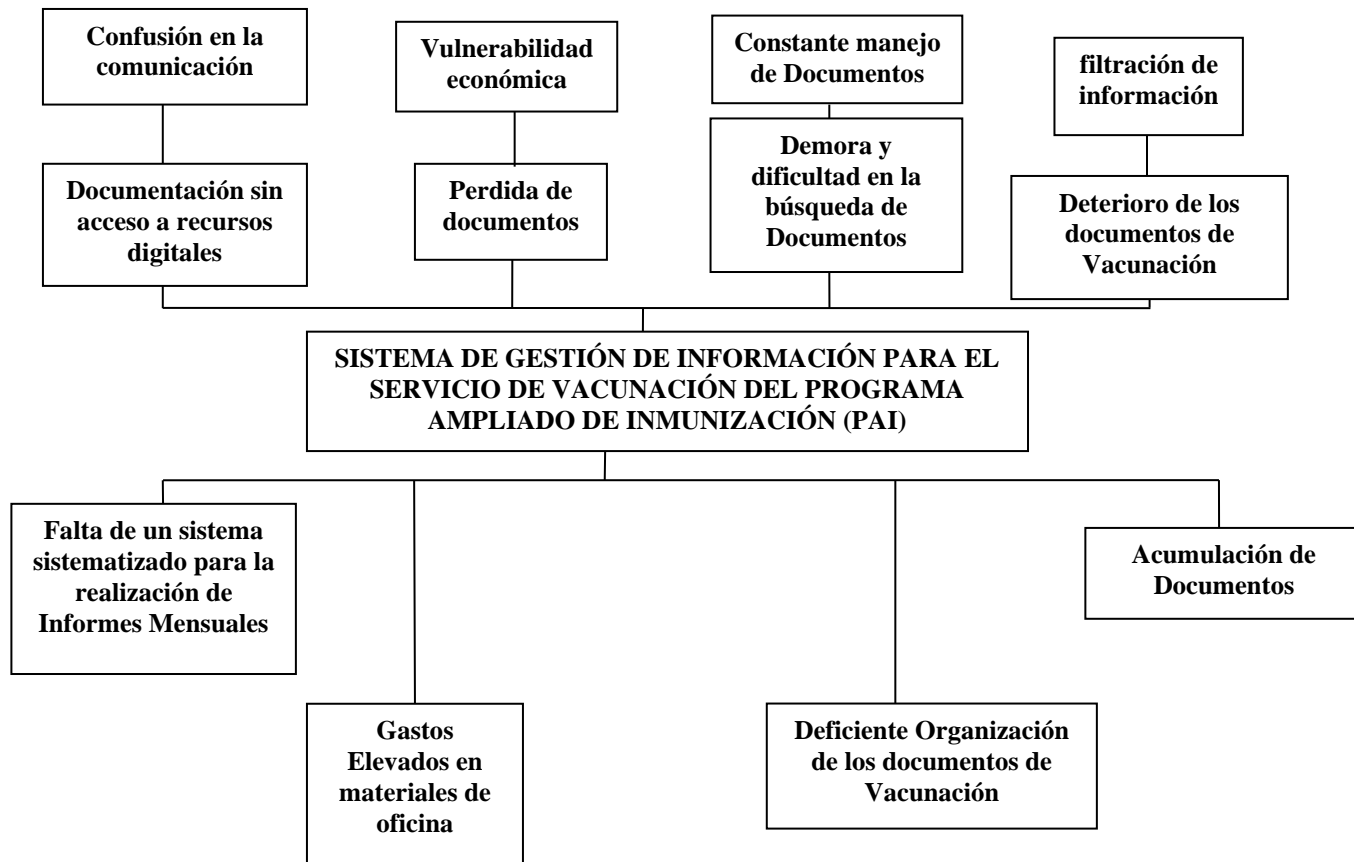 Confusión en la
comunicación
Vulnerabilidad
económica
Constante manejo
de Documentos
filtración de
información
Documentación sin
acceso a recursos
digitales
Perdida de
documentos
Demora y
dificultad en la
búsqueda de
Documentos
Deterioro de los
documentos de
Vacunación
SISTEMA DE GESTIÓN DE INFORMACIÓN PARA EL
SERVICIO DE VACUNACIÓN DEL PROGRAMA
AMPLIADO DE INMUNIZACIÓN (PAI)
Falta de un sistema
sistematizado para la
realización de
Informes Mensuales
Gastos
Elevados en
materiales de
oficina
Deficiente Organización
de los documentos de
Vacunación
Acumulación de
Documentos